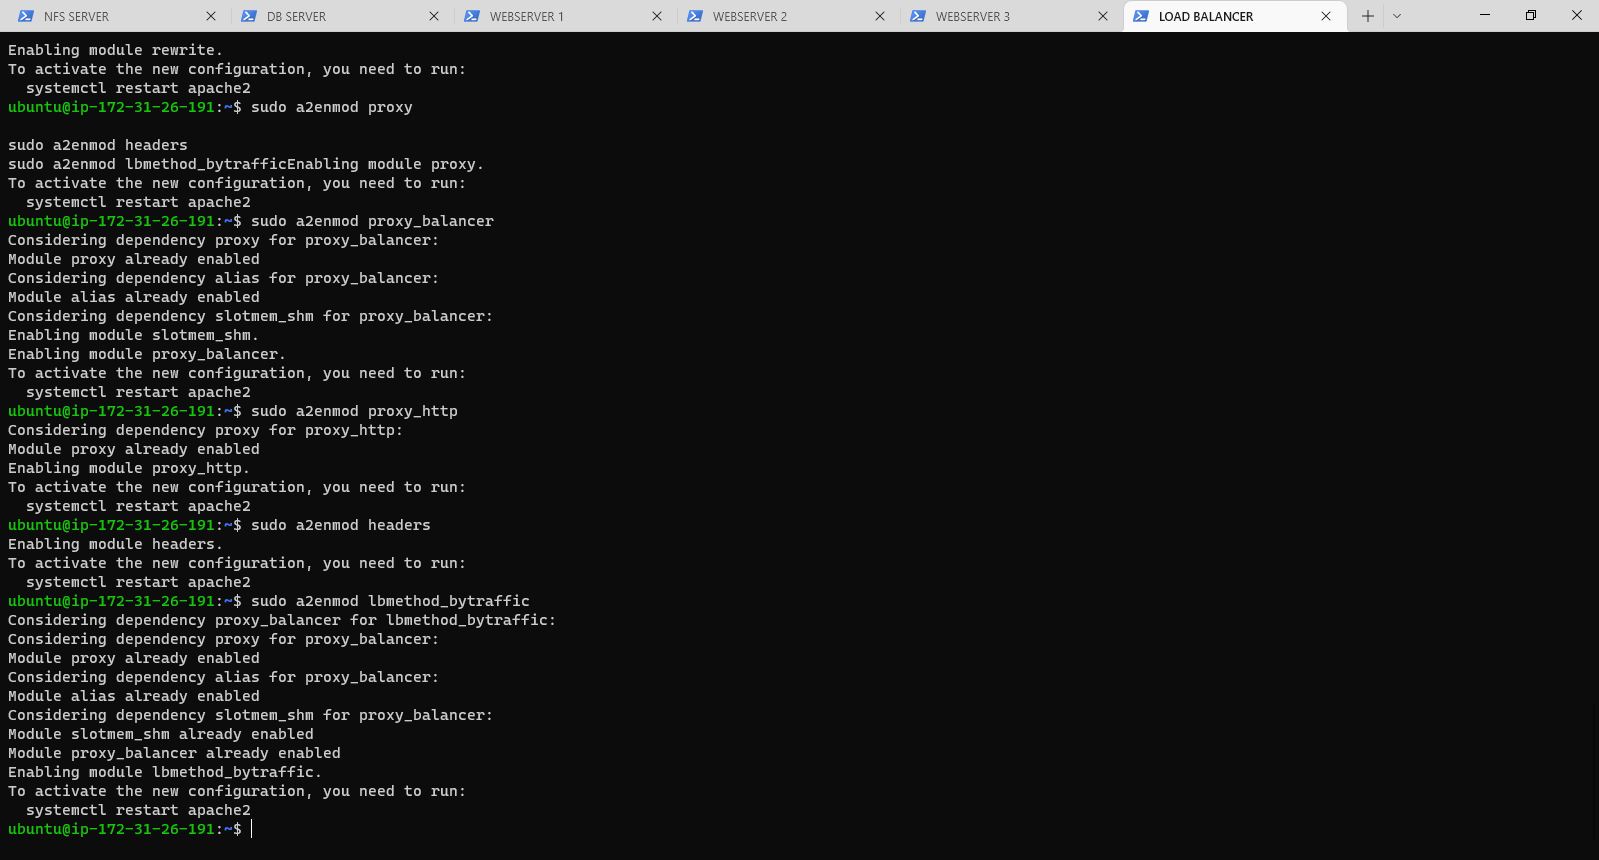 NFS SERVER
DB SERVER
WEBSERVER 1
WEBSERVER 2
WEBSERVER 3
LOAD BALANCER
Enabling module rewrite.
To activate the new configuration, you need to run:
  systemctl restart apache2
ubuntu@ip-172-31-26-191:~$ sudo a2enmod proxy

sudo a2enmod headers
sudo a2enmod lbmethod_bytrafficEnabling module proxy.
To activate the new configuration, you need to run:
  systemctl restart apache2
ubuntu@ip-172-31-26-191:~$ sudo a2enmod proxy_balancer
Considering dependency proxy for proxy_balancer:
Module proxy already enabled
Considering dependency alias for proxy_balancer:
Module alias already enabled
Considering dependency slotmem_shm for proxy_balancer:
Enabling module slotmem_shm.
Enabling module proxy_balancer.
To activate the new configuration, you need to run:
  systemctl restart apache2
ubuntu@ip-172-31-26-191:~$ sudo a2enmod proxy_http
Considering dependency proxy for proxy_http:
Module proxy already enabled
Enabling module proxy_http.
To activate the new configuration, you need to run:
  systemctl restart apache2
ubuntu@ip-172-31-26-191:~$ sudo a2enmod headers
Enabling module headers.
To activate the new configuration, you need to run:
  systemctl restart apache2
ubuntu@ip-172-31-26-191:~$ sudo a2enmod lbmethod_bytraffic
Considering dependency proxy_balancer for lbmethod_bytraffic:
Considering dependency proxy for proxy_balancer:
Module proxy already enabled
Considering dependency alias for proxy_balancer:
Module alias already enabled
Considering dependency slotmem_shm for proxy_balancer:
Module slotmem_shm already enabled
Module proxy_balancer already enabled
Enabling module lbmethod_bytraffic.
To activate the new configuration, you need to run:
  systemctl restart apache2
ubuntu@ip-172-31-26-191:~$